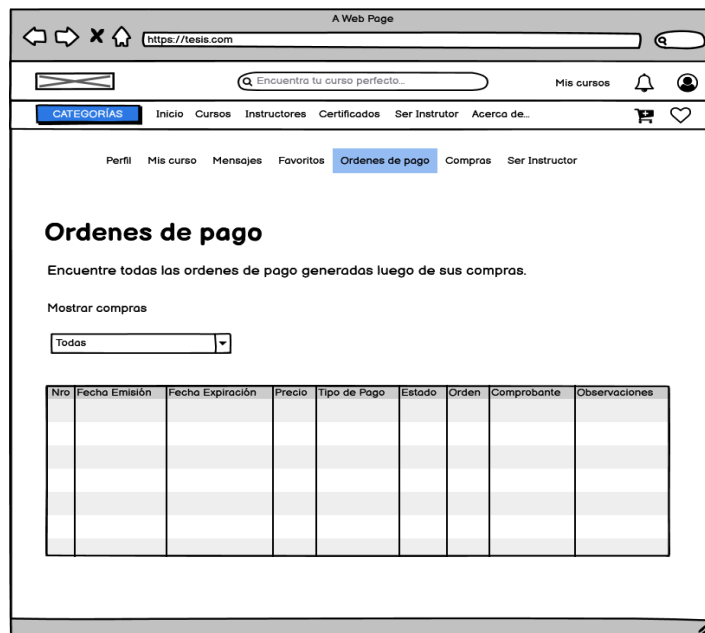 A Web Page
https://tesis.com
Encuentra tu curso perfecto...
Mis cursos
CATEGORÍAS Inicio Cursos Instructores Certificados Ser Instrutor Acerca de...
Perfil Mis curso Mensajes Favoritos Ordenes de pago Compras Ser Instructor
Ordenes de pago
Encuentre todas las ordenes de pago generadas luego de sus compras.
Mostrar compras
Todas
Nro Fecha Emisión Fecha Expiración Precio Tipo de Pago Estado Orden Comprobante Observaciones